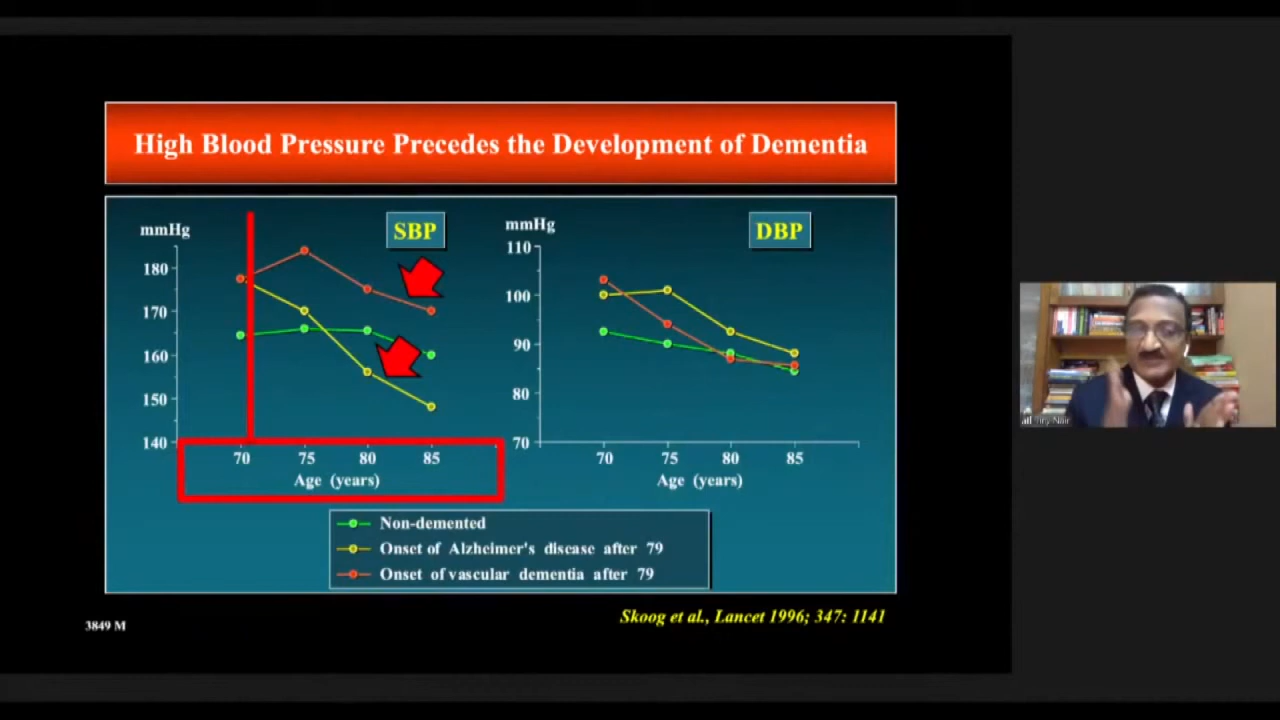 High Blood Pressure Precedes the Development of Dementia
mmHg
SBP
180
170
160
150
140
70 75 80 85
Age (years)
mmHg
DBP
110
100
90
80
70
70 75 80 85
Age (years)
Non-demented
Onset of Alzheimer's disease after 79
Onset of vascular dementia after 79
Skoog et al., Lancet 1996; 347: 1141
3849 M